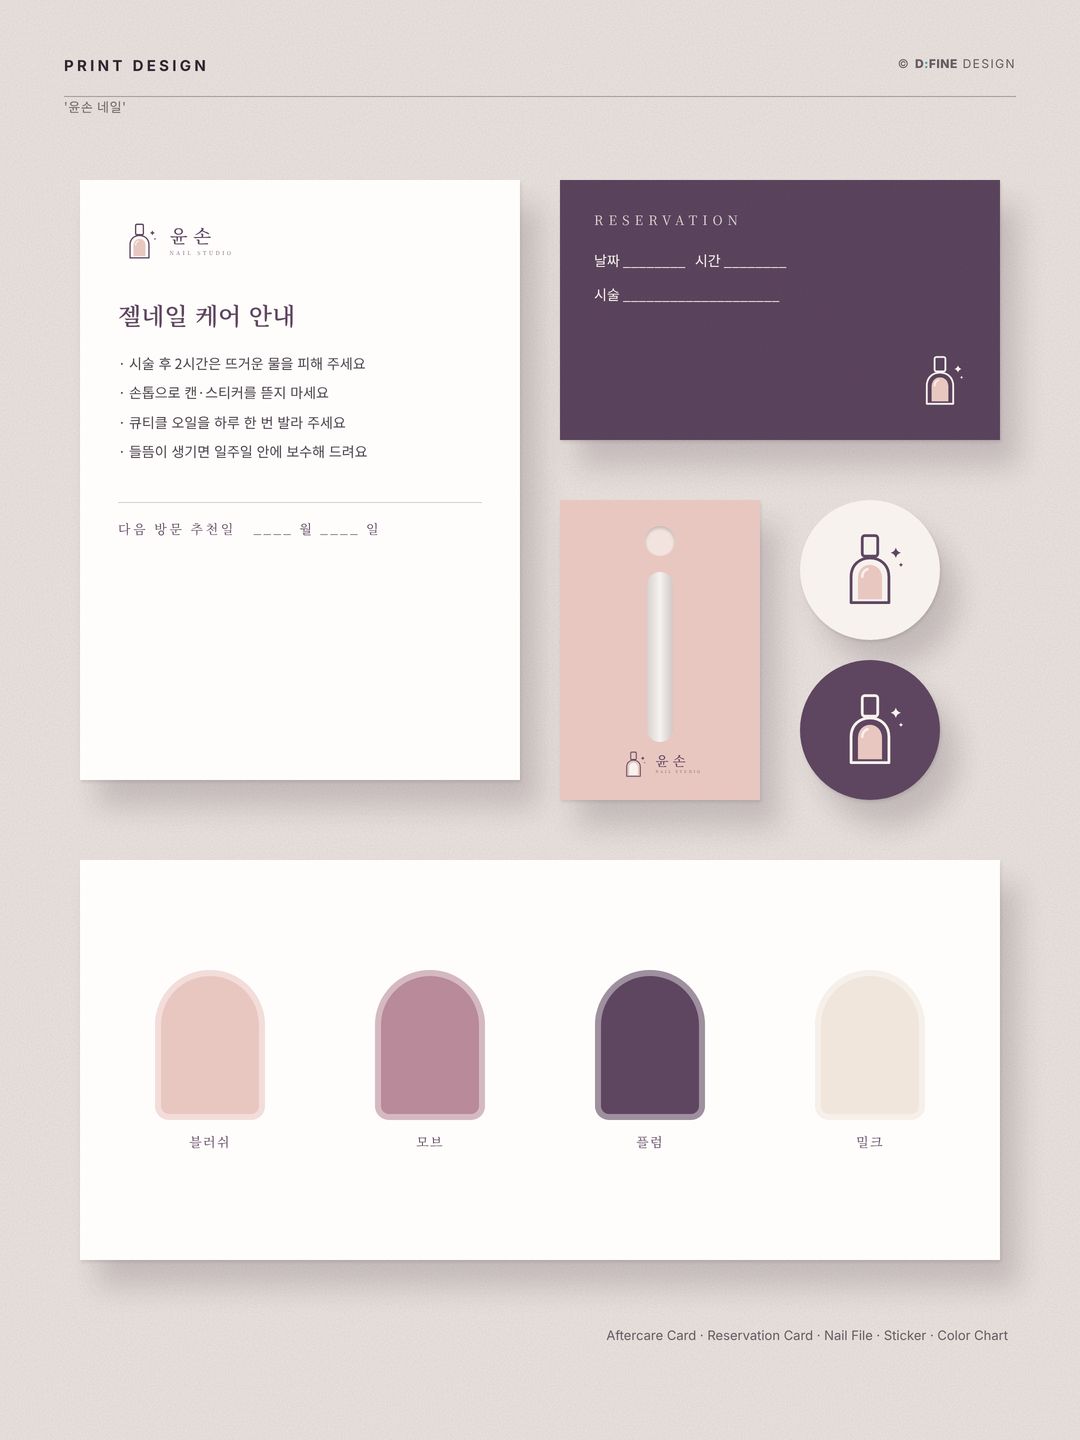 PRINT DESIGN
© D:FINE DESIGN
'윤손 네일'
윤손
NAIL STUDIO
젤네일 케어 안내
· 시술 후 2시간은 뜨거운 물을 피해 주세요
· 손톱으로 캔·스티커를 뜯지 마세요
· 큐티클 오일을 하루 한 번 발라 주세요
· 들뜸이 생기면 일주일 안에 보수해 드려요
다음 방문 추천일 ____ 월 ____ 일
RESERVATION
날짜 ________ 시간 ________
시술 ____________________
윤손
NAIL STUDIO
블러쉬
모브
플럼
밀크
Aftercare Card · Reservation Card · Nail File · Sticker · Color Chart